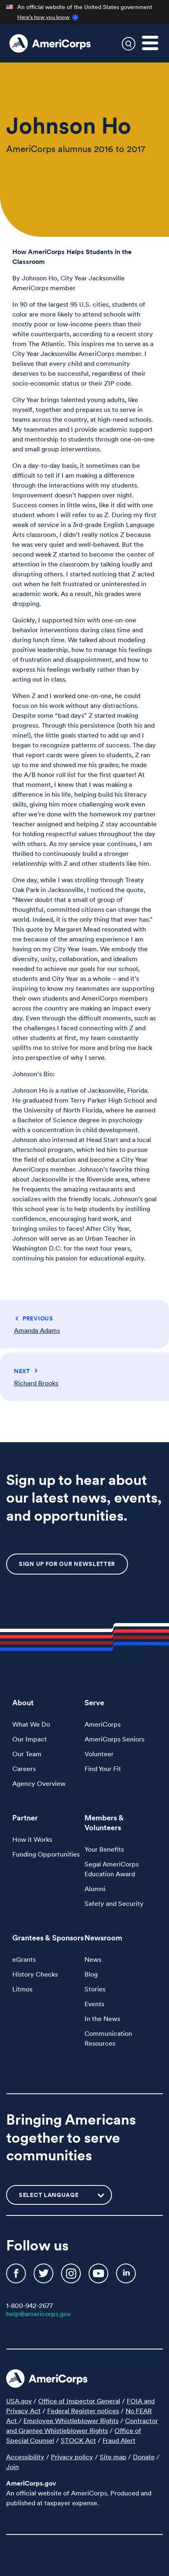 An official website of the United States government
Here's how you know
AmeriCorps
Johnson Ho
AmeriCorps alumnus 2016 to 2017
How AmeriCorps Helps Students in the
Classroom
By Johnson Ho, City Year Jacksonville
AmeriCorps member
In 90 of the largest 95 U.S. cities, students of
color are more likely to attend schools with
mostly poor or low-income peers than their
white counterparts, according to a recent story
from The Atlantic. This inspires me to serve as a
City Year Jacksonville AmeriCorps member. I
believe that every child and community
deserves to be successful, regardless of their
socio-economic status or their ZIP code.
City Year brings talented young adults, like
myself, together and prepares us to serve in
teams across the country, at high-need schools.
My teammates and I provide academic support
and mentorship to students through one-on-one
and small group interventions.
On a day-to-day basis, it sometimes can be
difficult to tell if I am making a difference
through the interactions with my students.
Improvement doesn't happen over night.
Success comes in little wins, like it did with one
student whom I will refer to as Z. During my first
week of service in a 3rd-grade English Language
Arts classroom, I didn't really notice Z because
he was very quiet and well-behaved. But the
second week Z started to become the center of
attention in the classroom by talking loudly and
disrupting class. I started noticing that Z acted
out when he felt frustrated or uninterested in
academic work. As a result, his grades were
droping.
Quickly, I supported him with one-on-one
behavior interventions during class time and
during lunch time. We talked about modeling
positive leadership, how to manage his feelings
of frustration and disappointment, and how to
express his feelings verbally rather than by
acting out in class.
When Z and I worked one-on-one, he could
focus on his work without any distractions.
Despite some “bad days” Z started making
progress. Through this persistence (both his and
mine!), the little goals started to add up and I
began to recognize patterns of success. The day
that report cards were given to students, Z ran
up to me and showed me his grades; he made
the A/B honor roll list for the first quarter! At
that moment, I knew that I was making a
difference in his life, helping build his literacy
skills, giving him more challenging work even
after we're done with the homework my partner
teacher assigned and helping Z stay accountable
for holding respectful values throughout the day
with others. As my service year continues, I am
thrilled to continuously build a stronger
relationship with Z and other students like him.
One day, while I was strolling through Treaty
Oak Park in Jacksonville, I noticed the quote,
“Never doubt that a small group of
thoughtful, committed citizens can change the
world. Indeed, it is the only thing that ever has.”
This quote by Margaret Mead resonated with
me because of the amazing experience I am
having on my City Year team. We embody the
diversity, unity, collaboration, and idealism
needed to achieve our goals for our school,
team and City Year as a whole – and it's
inspiring to know my teammates are supporting
their own students and AmeriCorps members
across the country are making an impact every
day. Even through the difficult moments, such as
the challenges I faced connecting with Z and
other students at first, my team constantly
uplifts me to strive for more and bring me back
into perspective of why I serve.
Johnson's Bio:
Johnson Ho is a native of Jacksonville, Florida.
He graduated from Terry Parker High School and
the University of North Florida, where he earned
a Bachelor of Science degree in psychology
with a concentration in child development.
Johnson also interned at Head Start and a local
afterschool program, which led him to pursue
the field of education and become a City Year
AmeriCorps member. Johnson's favorite thing
about Jacksonville is the Riverside area, where
he plays disc golf, dines at the restaurants and
socializes with the friendly locals. Johnson's goal
this school year is to help students by instilling
confidence, encouraging hard work, and
bringing smiles to faces! After City Year,
Johnson will serve as an Urban Teacher in
Washington D.C. for the next four years,
continuing his passion for educational equity.
PREVIOUS
Amanda Adams
NEXT
Richard Brooks
Sign up to hear about
our latest news, events,
and opportunities.
SIGN UP FOR OUR NEWSLETTER
About
What We Do
Our Impact
Our Team
Careers
Agency Overview
Serve
AmeriCorps
AmeriCorps Seniors
Volunteer
Find Your Fit
Partner
How it Works
Funding Opportunities
Members &
Volunteers
Your Benefits
Segal AmeriCorps
Education Award
Alumni
Safety and Security
Grantees & Sponsors
eGrants
History Checks
Litmos
Newsroom
News
Blog
Stories
Events
In the News
Communication
Resources
Bringing Americans
together to serve
communities
SELECT LANGUAGE
Follow us
1-800-942-2677
help@americorps.gov
AmeriCorps
USA.gov / Office of Inspector General / FOIA and
Privacy Act / Federal Register notices / No FEAR
Act / Employee Whistleblower Rights / Contractor
and Grantee Whistleblower Rights / Office of
Special Counsel / STOCK Act / Fraud Alert
Accessibility / Privacy policy / Site map / Donate /
Join
AmeriCorps.gov
An official website of AmeriCorps. Produced and
published at taxpayer expense.